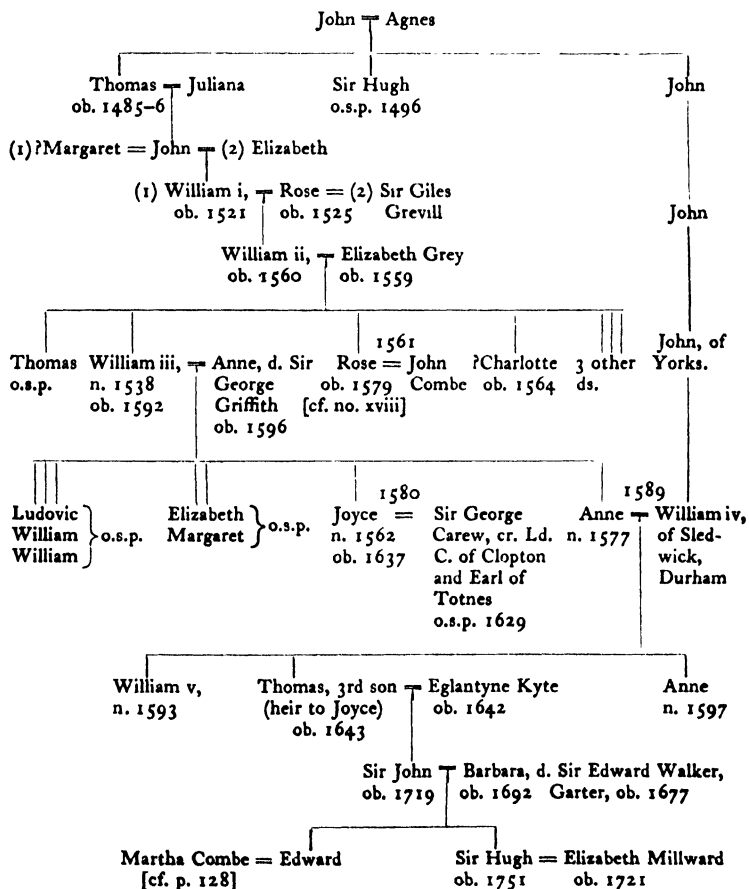 John = Agnes
Thomas = Juliana Sir Hugh John
ob. 1485-6 o.s.p. 1496
(1) ?Margaret = John = (2) Elizabeth
(1) William i, = Rose = (2) Sir Giles John
ob. 1521 ob. 1525 Grevill
William ii, = Elizabeth Grey
ob. 1560 ob. 1559
1561
Thomas William iii, = Anne, d. Sir Rose = John ?Charlotte 3 other John, of
o.s.p. n. 1538 George ob. 1579 Combe ob. 1564 ds. Yorks.
ob. 1592 Griffith [cf. no. xviii]
ob. 1596
1580 1589
Ludovic Elizabeth Joyce = Sir George Anne = William iv,
William } o.s.p. Margaret } o.s.p. n. 1562 Carew, cr. Ld. n. 1577 of Sled-
William ob. 1637 C. of Clopton wick,
and Earl of Durham
Totnes
o.s.p. 1629
William v, Thomas, 3rd son = Eglantyne Kyte Anne
n. 1593 (heir to Joyce) ob. 1642 n. 1597
ob. 1643
Sir John = Barbara, d. Sir Edward Walker,
ob. 1719 ob. 1692 Garter, ob. 1677
Martha Combe = Edward Sir Hugh = Elizabeth Millward
[cf. p. 128] ob. 1751 ob. 1721